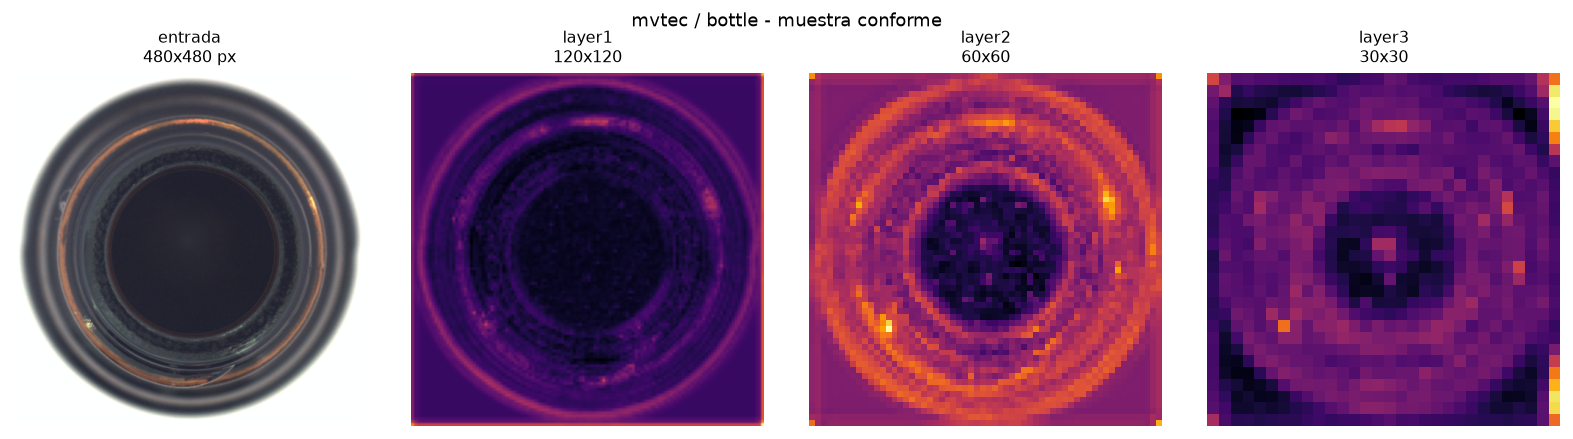 mvtec / bottle - muestra conforme
entrada
480x480 px
layer1
120x120
layer2
60x60
layer3
30x30